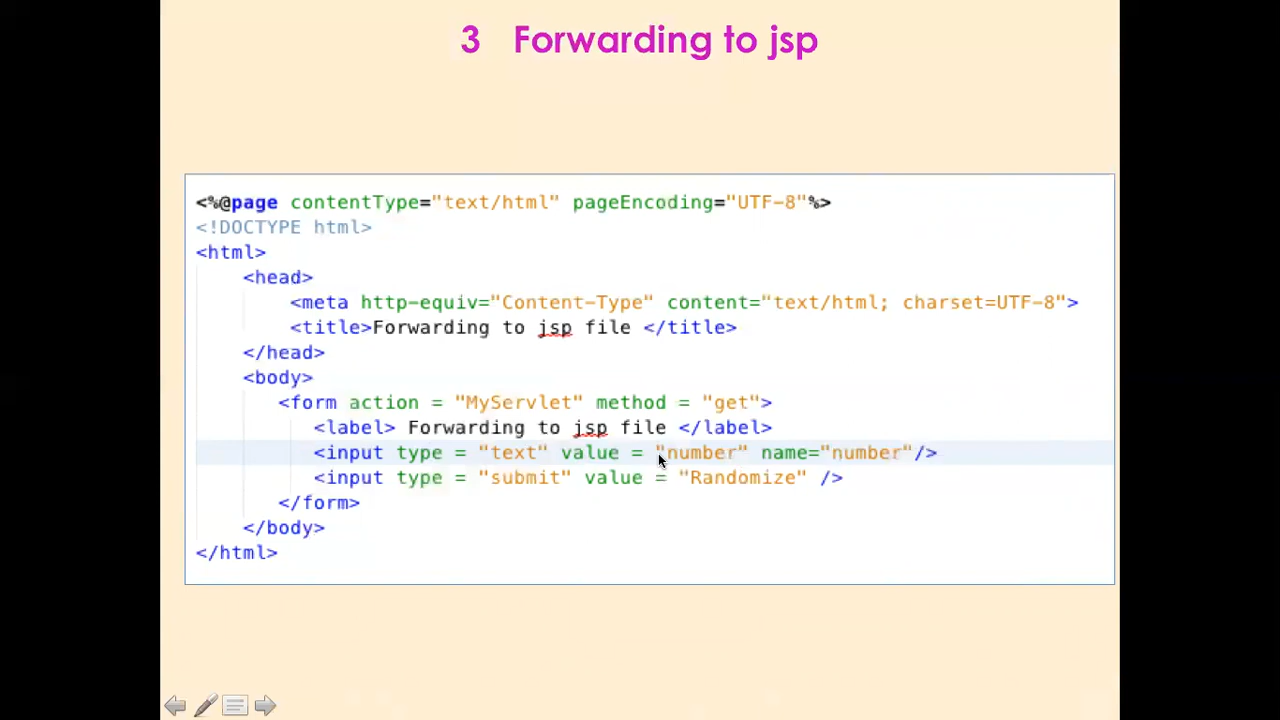 3 Forwarding to jsp
<%@page contentType="text/html" pageEncoding="UTF-8"%>
<!DOCTYPE html>
<html>
<head>
<meta http-equiv="Content-Type" content="text/html; charset=UTF-8">
<title>Forwarding to jsp file </title>
</head>
<body>
<form action = "MyServlet" method = "get">
<label> Forwarding to jsp file </label>
<input type = "text" value = "number" name="number"/>
<input type = "submit" value = "Randomize" />
</form>
</body>
</html>